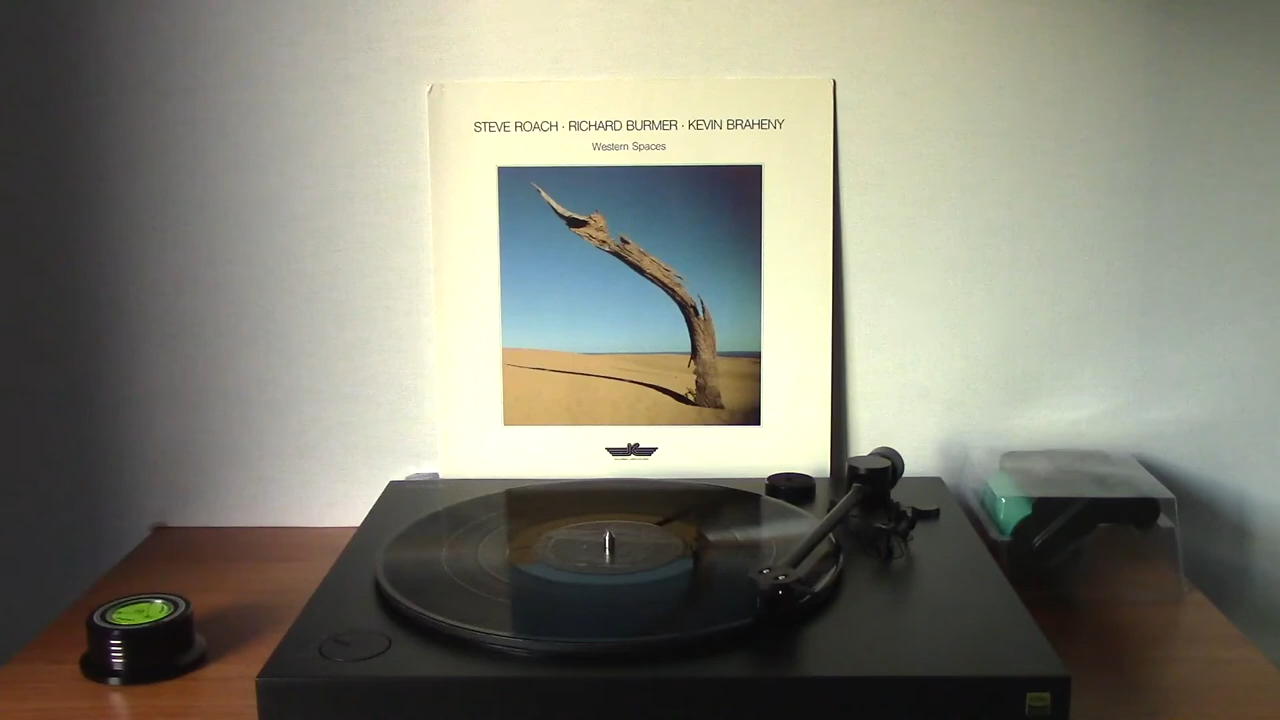 STEVE ROACH · RICHARD BURMER · KEVIN BRAHENY
Western Spaces